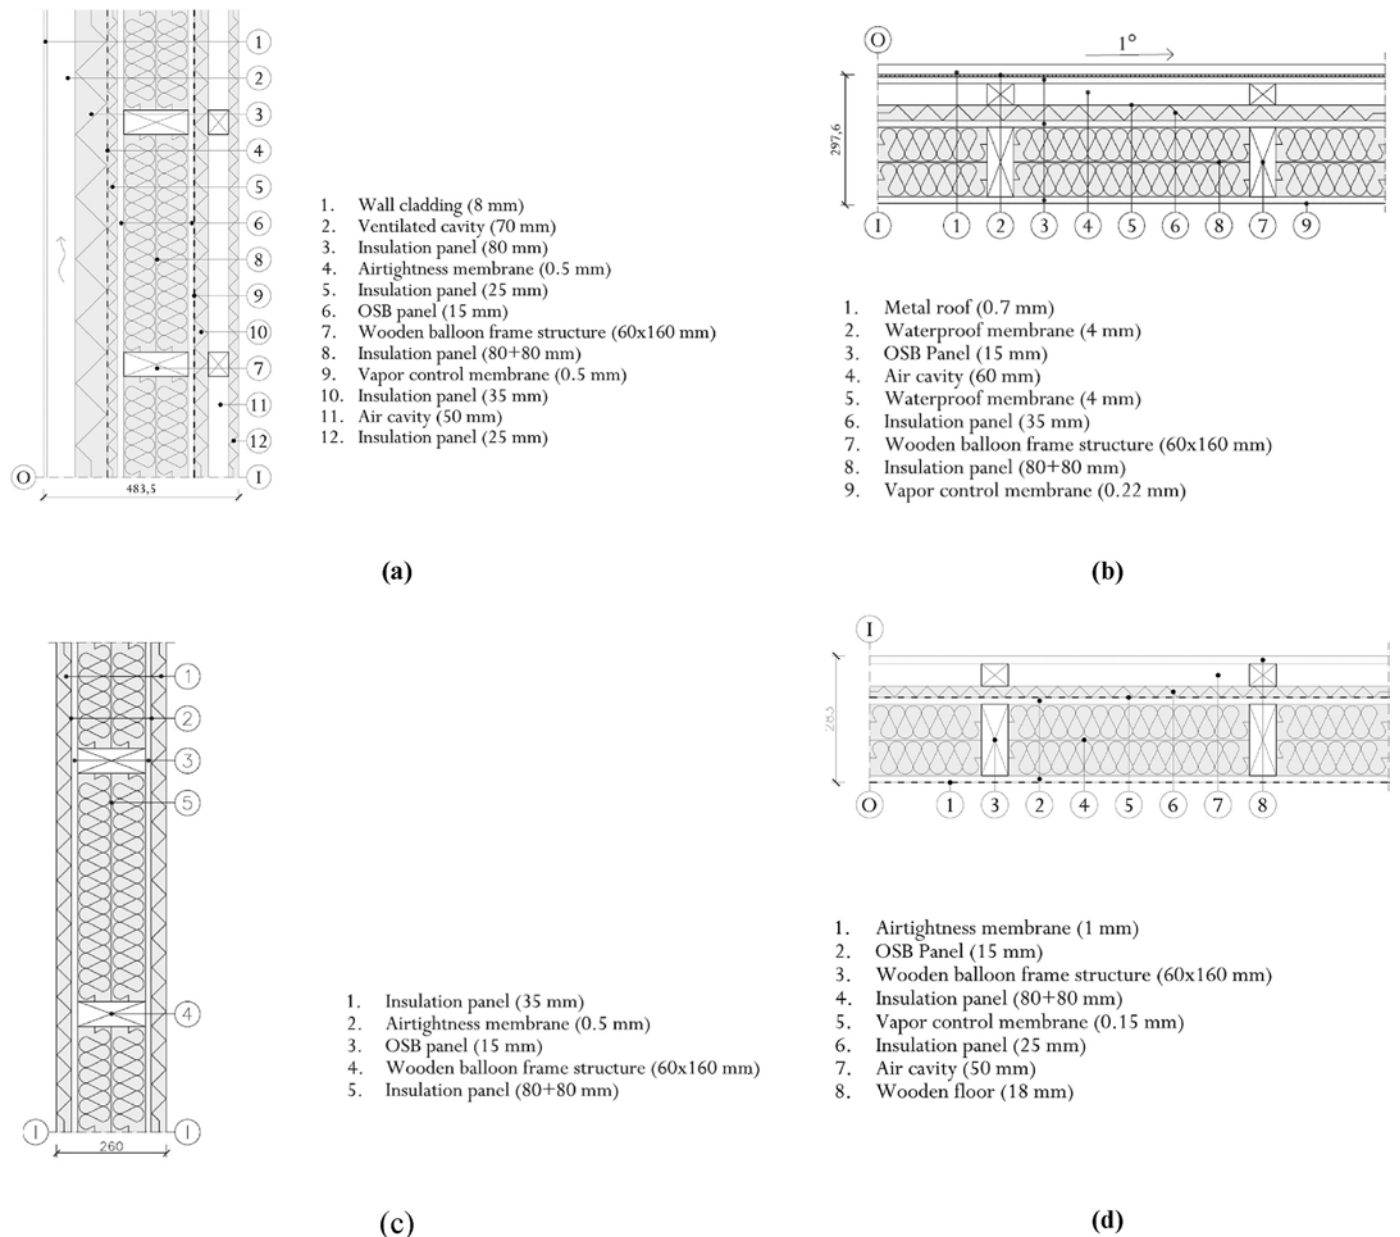 1
2
3
4
5
6
8
9
10
7
11
12
O
I
483,5
1. Wall cladding (8 mm)
2. Ventilated cavity (70 mm)
3. Insulation panel (80 mm)
4. Airtightness membrane (0.5 mm)
5. Insulation panel (25 mm)
6. OSB panel (15 mm)
7. Wooden balloon frame structure (60x160 mm)
8. Insulation panel (80+80 mm)
9. Vapor control membrane (0.5 mm)
10. Insulation panel (35 mm)
11. Air cavity (50 mm)
12. Insulation panel (25 mm)
(a)
O
1°
297,6
I 1 2 3 4 5 6 8 7 9
1. Metal roof (0.7 mm)
2. Waterproof membrane (4 mm)
3. OSB Panel (15 mm)
4. Air cavity (60 mm)
5. Waterproof membrane (4 mm)
6. Insulation panel (35 mm)
7. Wooden balloon frame structure (60x160 mm)
8. Insulation panel (80+80 mm)
9. Vapor control membrane (0.22 mm)
(b)
1
2
3
5
4
I I
260
1. Insulation panel (35 mm)
2. Airtightness membrane (0.5 mm)
3. OSB panel (15 mm)
4. Wooden balloon frame structure (60x160 mm)
5. Insulation panel (80+80 mm)
(c)
I
O 1 3 2 4 5 6 7 8
1. Airtightness membrane (1 mm)
2. OSB Panel (15 mm)
3. Wooden balloon frame structure (60x160 mm)
4. Insulation panel (80+80 mm)
5. Vapor control membrane (0.15 mm)
6. Insulation panel (25 mm)
7. Air cavity (50 mm)
8. Wooden floor (18 mm)
(d)